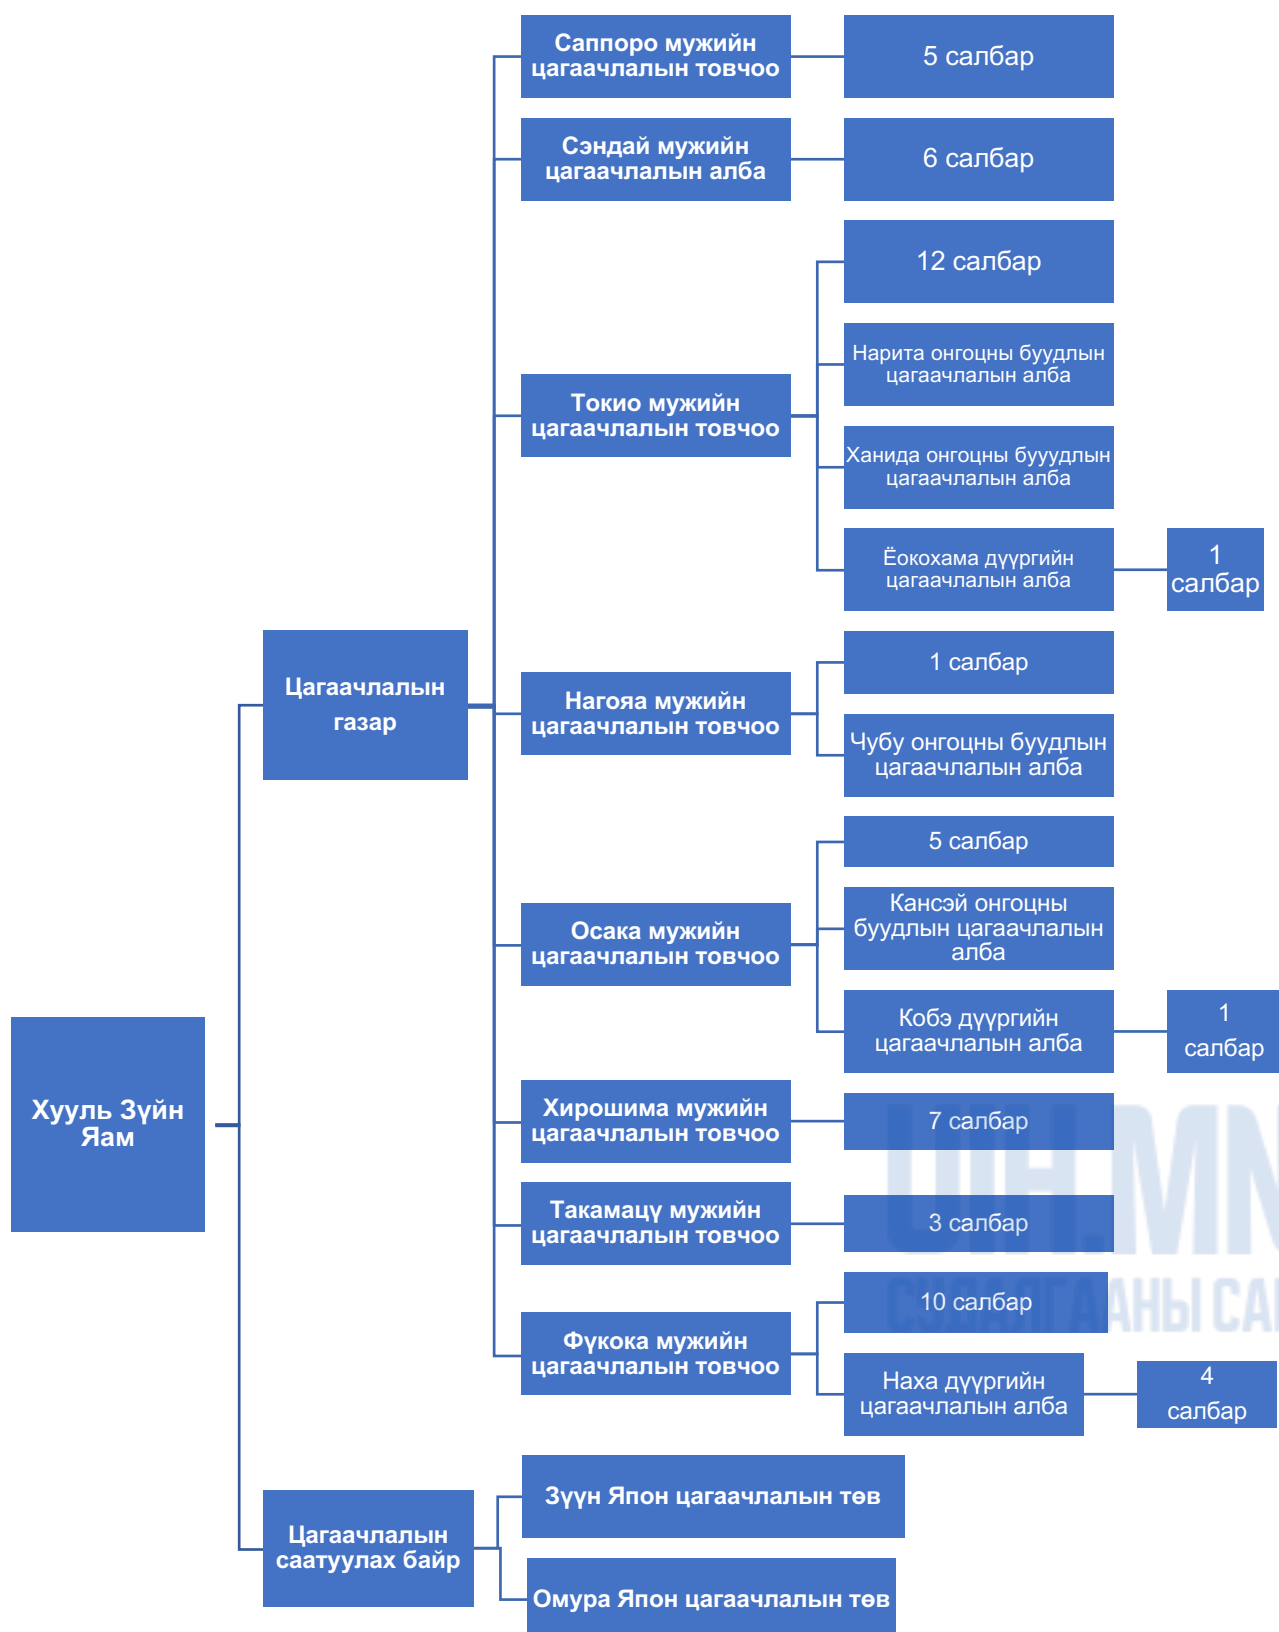 Саппоро мужийн
цагаачлалын товчоо
5 салбар
Сэндай мужийн
цагаачлалын алба
6 салбар
12 салбар
Нарита онгоцны буудлын
цагаачлалын алба
Токио мужийн
цагаачлалын товчоо
Ханида онгоцны бууудлын
цагаачлалын алба
Ёокохама дүүргийн
цагаачлалын алба
1
салбар
Цагаачлалын
газар
1 салбар
Нагояа мужийн
цагаачлалын товчоо
Чубу онгоцны буудлын
цагаачлалын алба
5 салбар
Осака мужийн
цагаачлалын товчоо
Кансэй онгоцны
буудлын цагаачлалын
алба
Кобэ дүүргийн
цагаачлалын алба
1
салбар
Хууль Зүйн
Яам
Хирошима мужийн
цагаачлалын товчоо
7 салбар
Такамацү мужийн
цагаачлалын товчоо
3 салбар
UIH.MN
10 салбар
Фүкока мужийн
цагаачлалын товчоо
Наха дүүргийн
цагаачлалын алба
4
салбар
Цагаачлалын
саатуулах байр
Зүүн Япон цагаачлалын төв
Омура Япон цагаачлалын төв